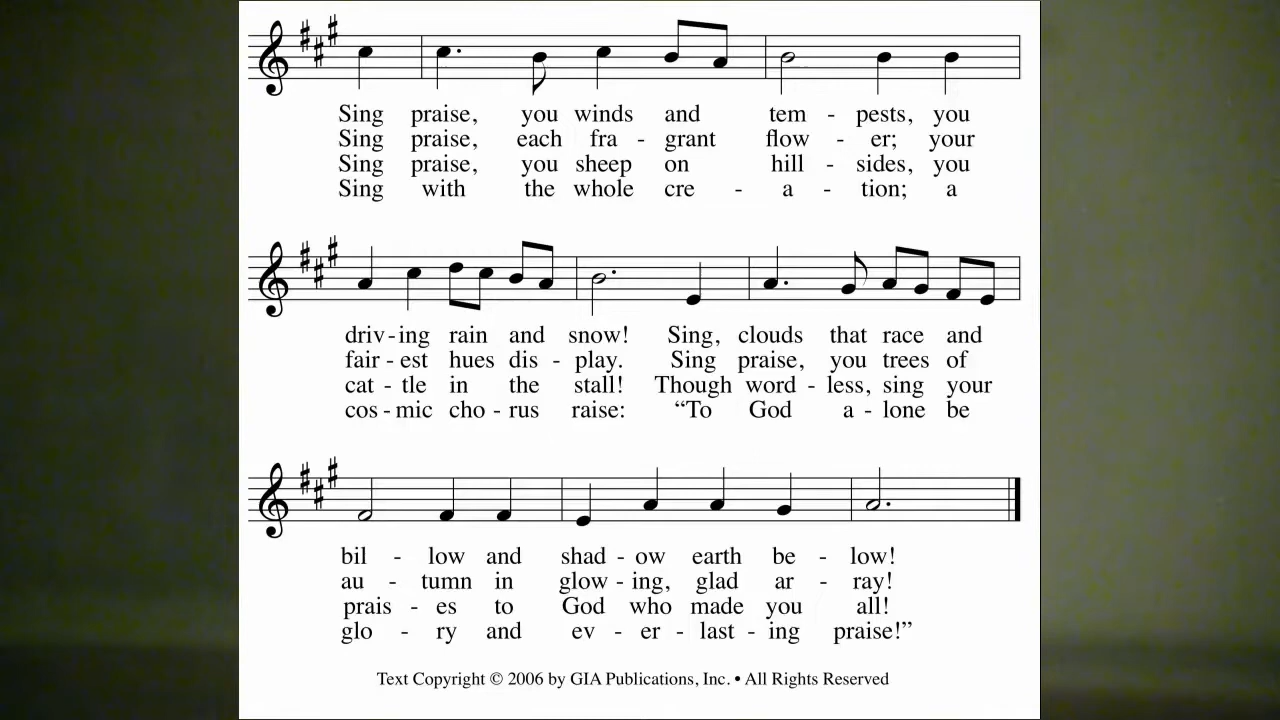 Sing praise, you winds and tem - pests, you
Sing praise, each fra - grant flow - er; your
Sing praise, you sheep on hill - sides, you
Sing with the whole cre - a - tion; a
driv - ing rain and snow! Sing, clouds that race and
fair - est hues dis - play. Sing praise, you trees of
cat - tle in the stall! Though word - less, sing your
cos - mic cho - rus raise: “To God a - lone be
bil - low and shad - ow earth be - low!
au - tumn in glow - ing, glad ar - ray!
prais - es to God who made you all!
glo - ry and ev - er - last - ing praise!”
Text Copyright © 2006 by GIA Publications, Inc. • All Rights Reserved